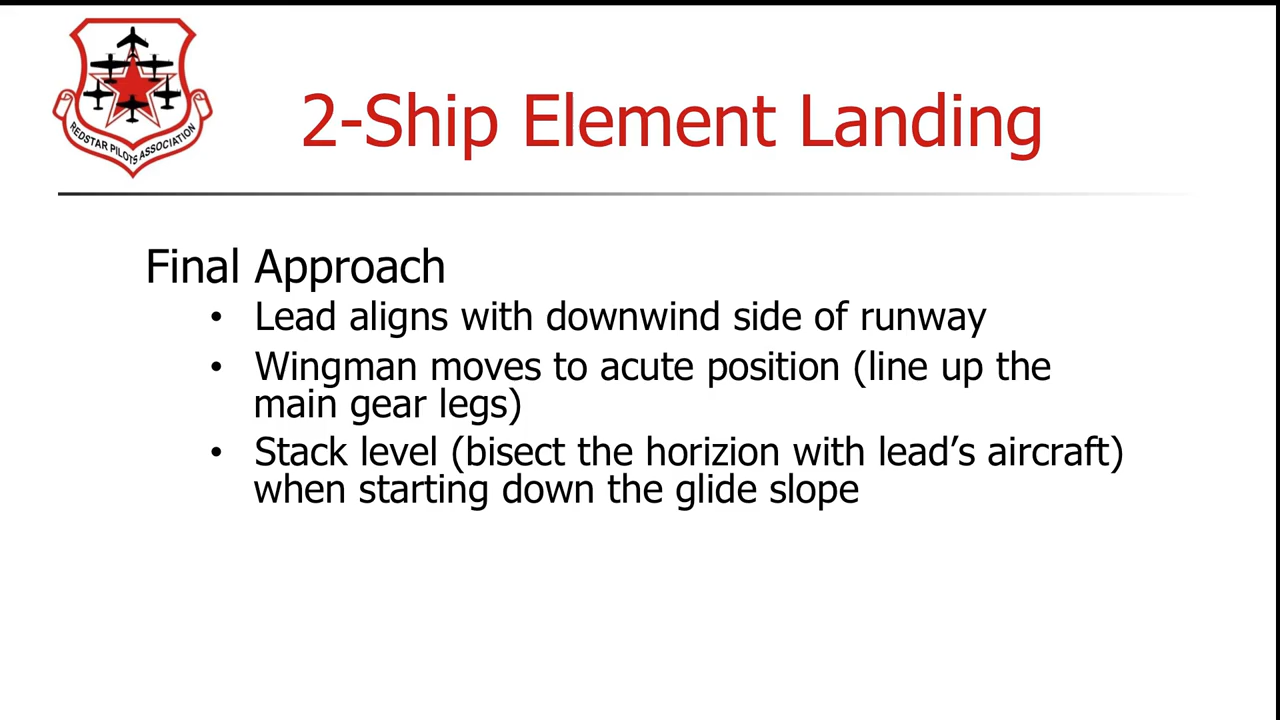 REDSTAR PILOTS ASSOCIATION
2-Ship Element Landing
Final Approach
• Lead aligns with downwind side of runway
• Wingman moves to acute position (line up the
main gear legs)
• Stack level (bisect the horizion with lead’s aircraft)
when starting down the glide slope